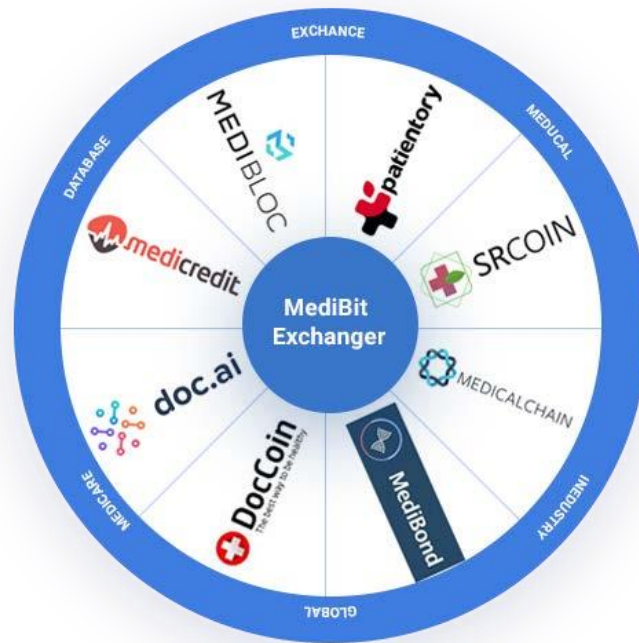 EXCHANCE
MEDUCAL
INEDUSTRY
GLOBAL
MEDICARE
DATABASE
patientory
SRCOIN
MEDICALCHAIN
MediBond
DocCoin
The best way to be healthy
doc.ai
medicredit
MEDIBLOC
MediBit
Exchanger